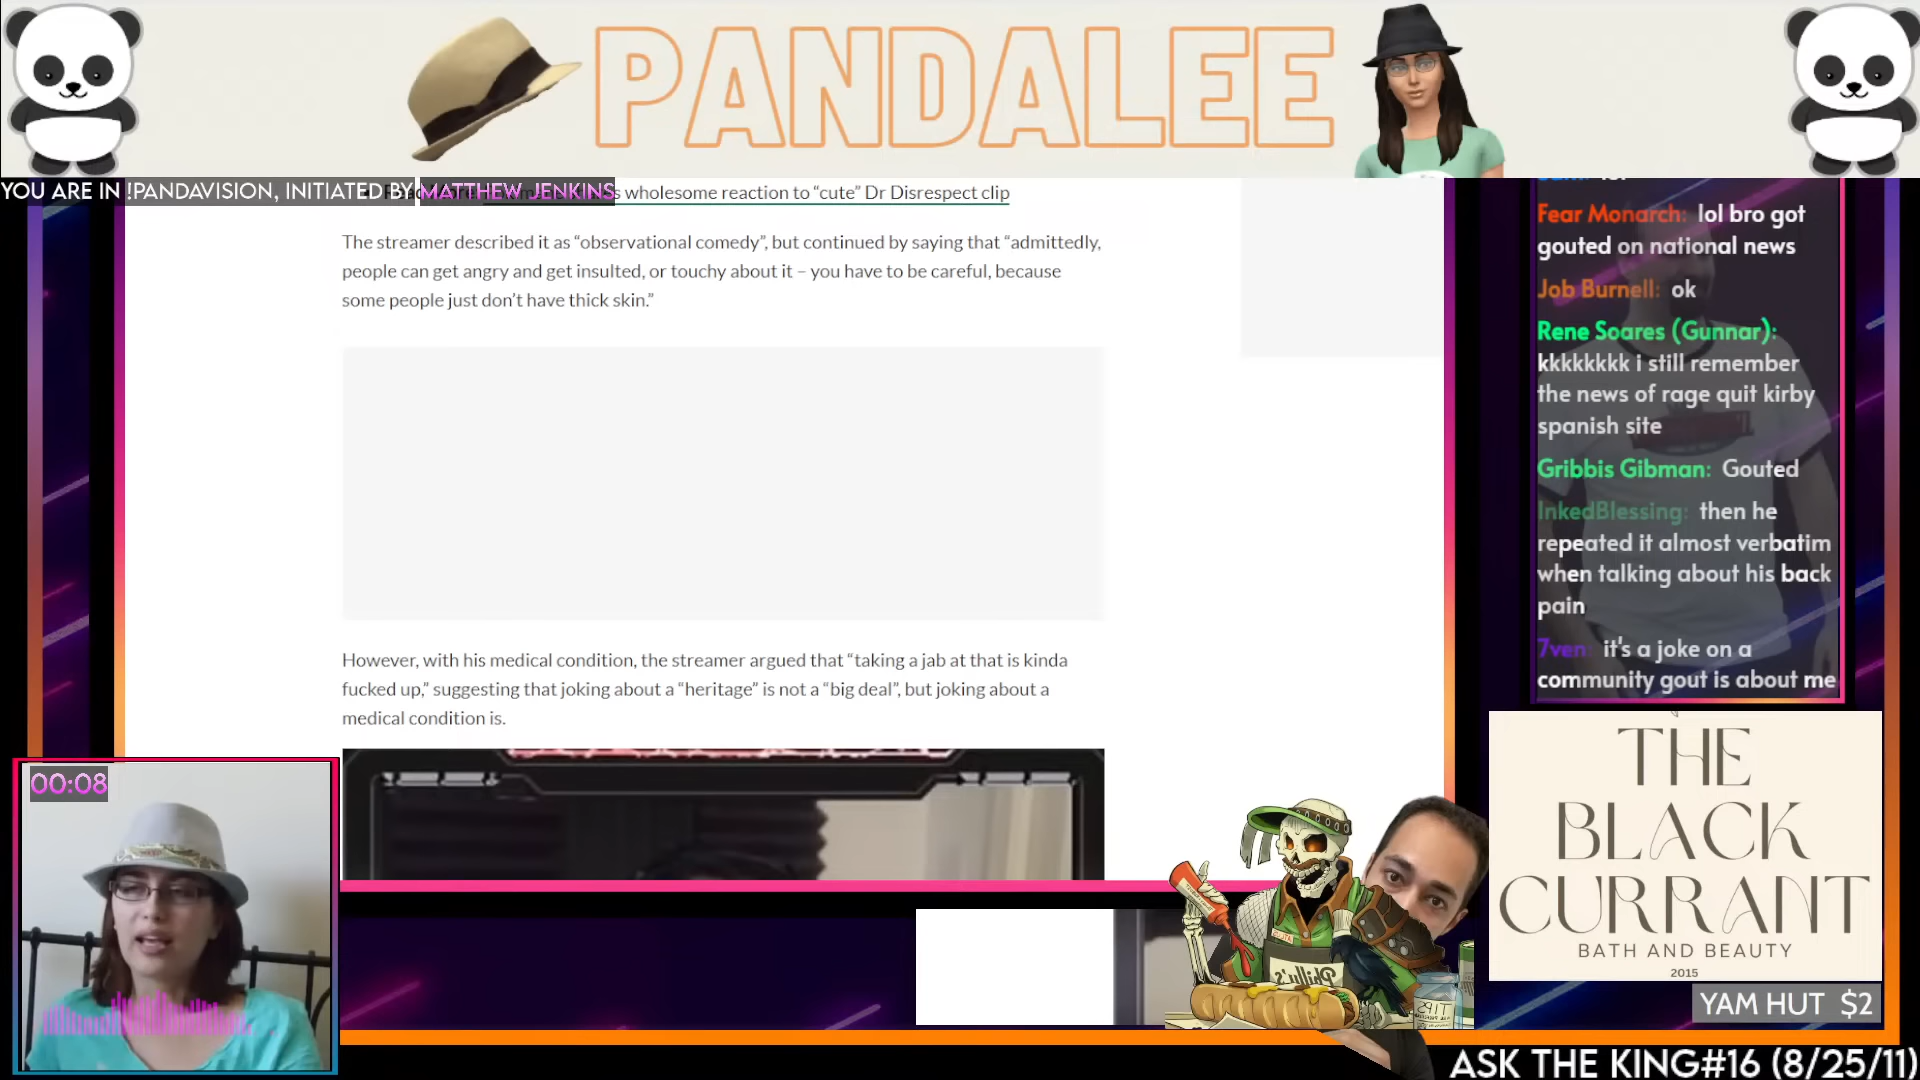 PANDALEE
YOU ARE IN !PANDAVISION, INITIATED BY MATTHEW JENKINS
s wholesome reaction to “cute” Dr Disrespect clip
The streamer described it as “observational comedy”, but continued by saying that “admittedly,
people can get angry and get insulted, or touchy about it – you have to be careful, because
some people just don’t have thick skin.”
However, with his medical condition, the streamer argued that “taking a jab at that is kinda
fucked up,” suggesting that joking about a “heritage” is not a “big deal”, but joking about a
medical condition is.
Fear Monarch: lol bro got
gouted on national news
Job Burnell: ok
Rene Soares (Gunnar):
kkkkkkkk i still remember
the news of rage quit kirby
spanish site
Gribbis Gibman: Gouted
InkedBlessing: then he
repeated it almost verbatim
when talking about his back
pain
7ven: it's a joke on a
community gout is about me
00:08
Philly's
TIPS
THE
BLACK
CURRANT
BATH AND BEAUTY
2015
YAM HUT $2
ASK THE KING#16 (8/25/11)